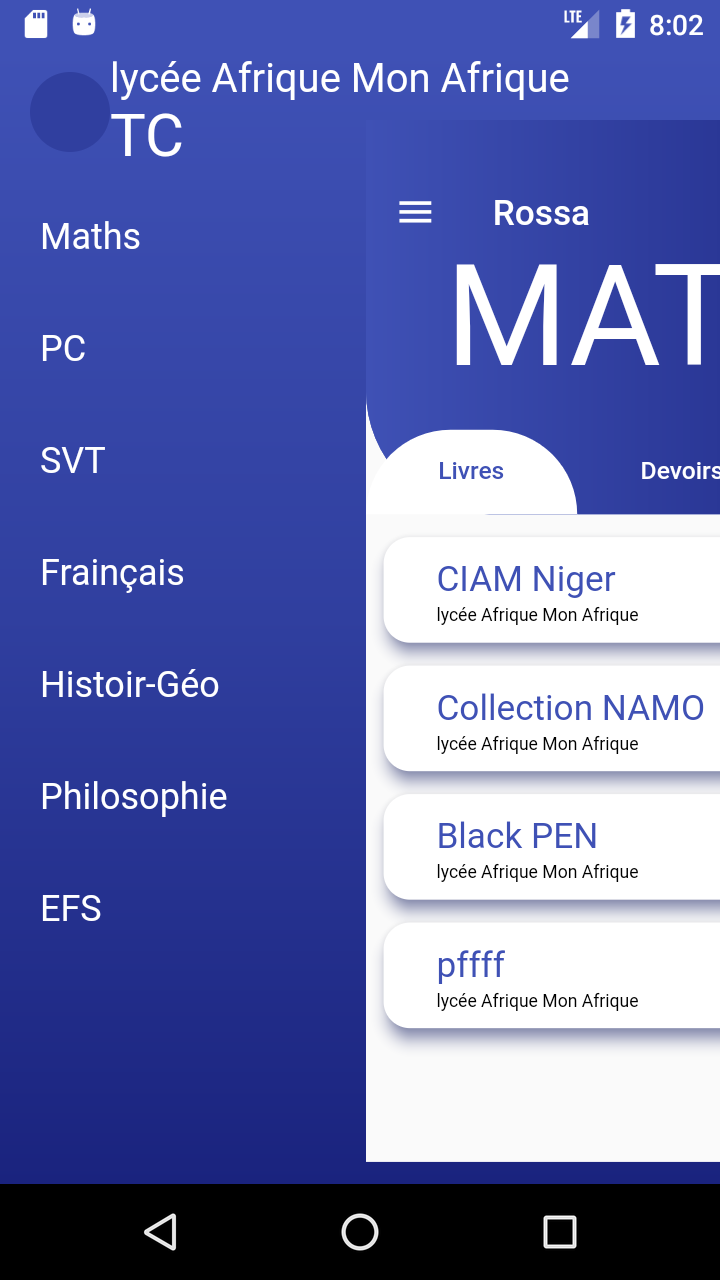 LTE 8:02
lycée Afrique Mon Afrique
TC
Maths
PC
SVT
Frainçais
Histoir-Géo
Philosophie
EFS
Rossa
MAT
Livres Devoirs
CIAM Niger
lycée Afrique Mon Afrique
Collection NAMO
lycée Afrique Mon Afrique
Black PEN
lycée Afrique Mon Afrique
pffff
lycée Afrique Mon Afrique